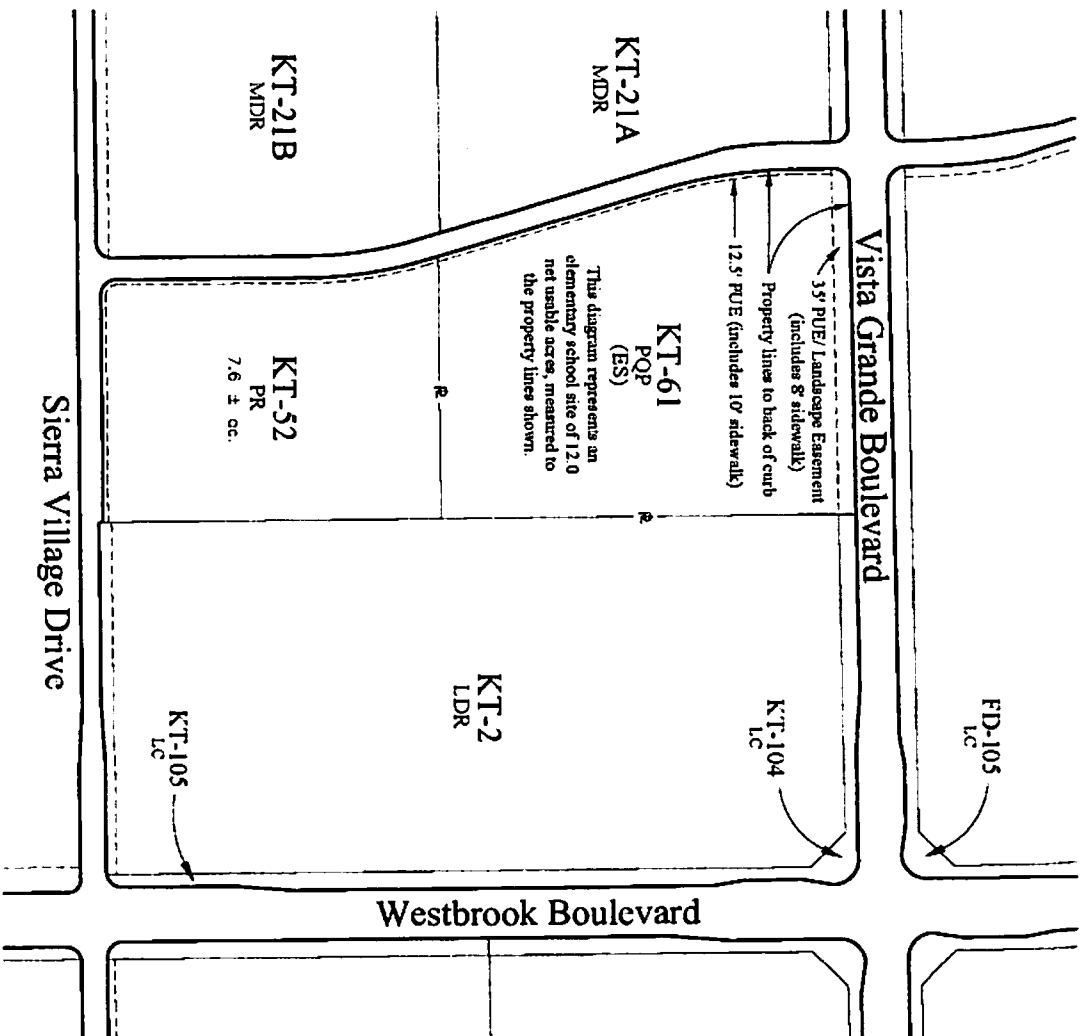 KT-21A
MDR
KT-21B
MDR
Vista Grande Boulevard
35' PUE/ Landscape Easement
(includes 8' sidewalk)
Property lines to back of curb
12.5' PUE (includes 10' sidewalk)
KT-61
PQP
(ES)
This diagram represents an
elementary school site of 12.0
net usable acres, measured to
the property lines shown.
KT-52
PR
7.6 ± ac.
Sierra Village Drive
KT-2
LDR
FD-105
LC
KT-104
LC
KT-105
LC
Westbrook Boulevard